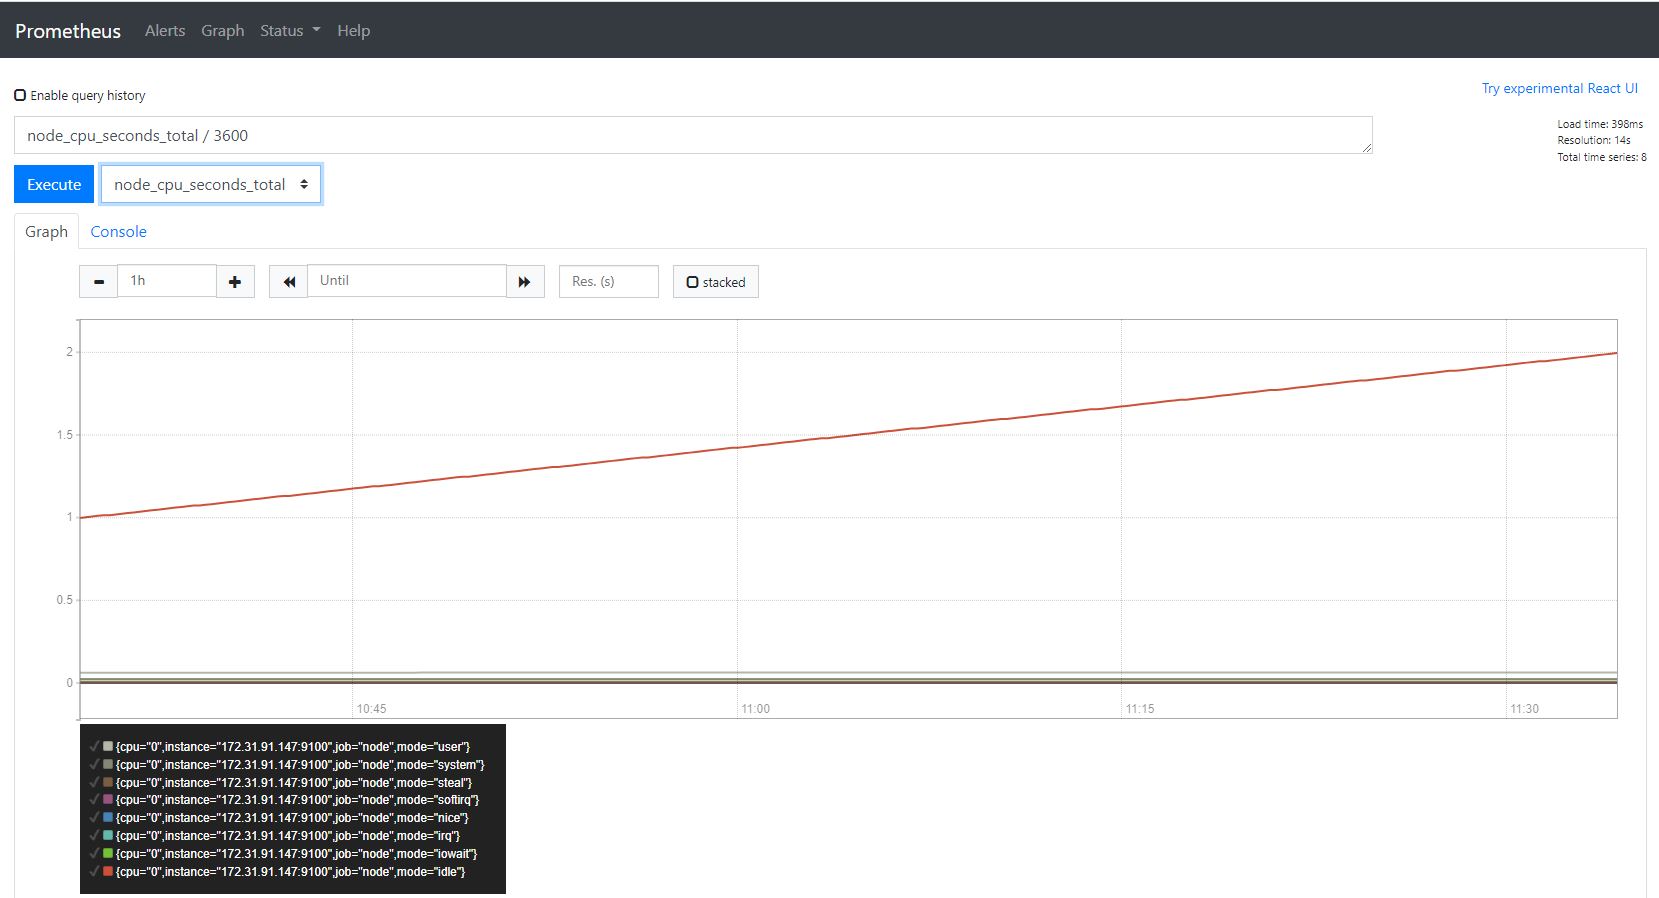 Prometheus Alerts Graph Status Help
Enable query history
Try experimental React UI
node_cpu_seconds_total / 3600
Load time: 398ms
Resolution: 14s
Total time series: 8
Execute node_cpu_seconds_total
Graph Console
1h Until Res. (s) stacked
2
1.5
1
0.5
0
10:45 11:00 11:15 11:30
{cpu="0",instance="172.31.91.147:9100",job="node",mode="user"}
{cpu="0",instance="172.31.91.147:9100",job="node",mode="system"}
{cpu="0",instance="172.31.91.147:9100",job="node",mode="steal"}
{cpu="0",instance="172.31.91.147:9100",job="node",mode="softirq"}
{cpu="0",instance="172.31.91.147:9100",job="node",mode="nice"}
{cpu="0",instance="172.31.91.147:9100",job="node",mode="irq"}
{cpu="0",instance="172.31.91.147:9100",job="node",mode="iowait"}
{cpu="0",instance="172.31.91.147:9100",job="node",mode="idle"}